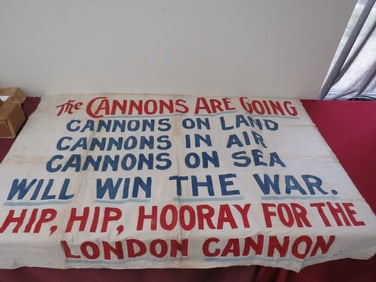 The CANNONS ARE GOING
CANNONS ON LAND
CANNONS IN AIR
CANNONS ON SEA
WILL WIN THE WAR.
HIP, HIP, HOORAY FOR THE
LONDON CANNON